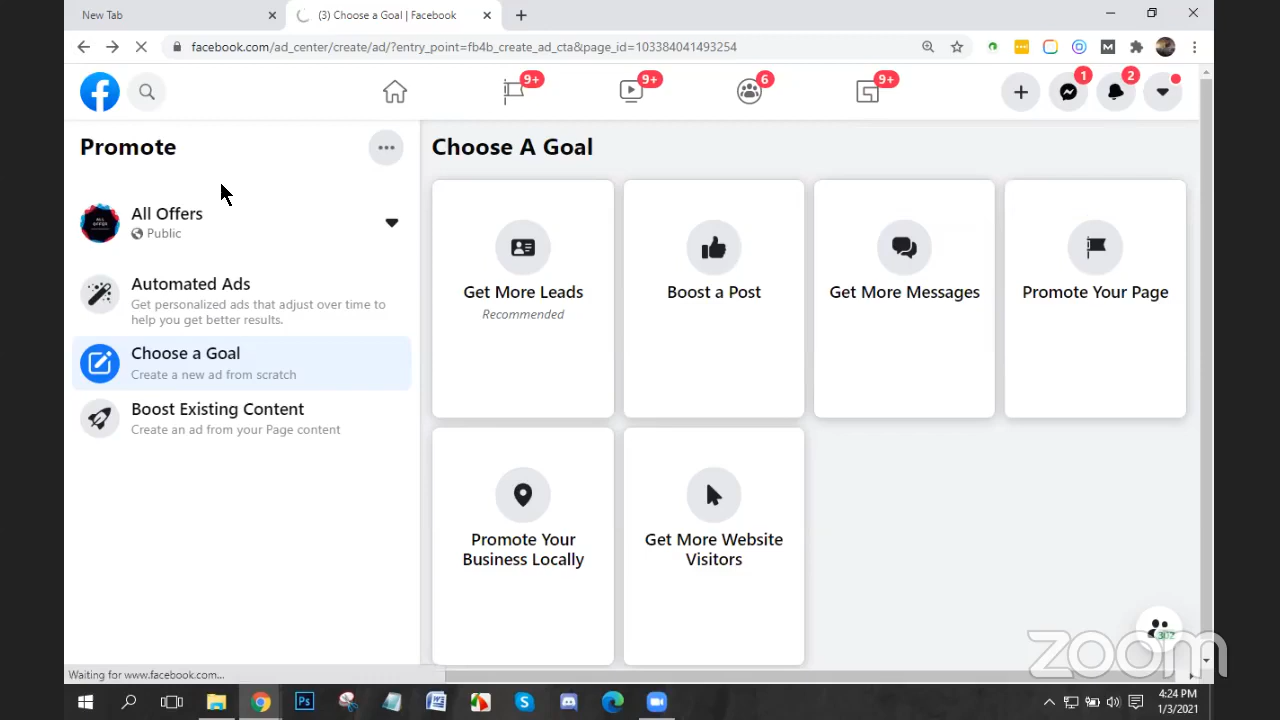 New Tab
(3) Choose a Goal | Facebook
facebook.com/ad_center/create/ad/?entry_point=fb4b_create_ad_cta&page_id=103384041493254
9+
9+
6
9+
1
2
Promote
All Offers
Public
Automated Ads
Get personalized ads that adjust over time to
help you get better results.
Choose a Goal
Create a new ad from scratch
Boost Existing Content
Create an ad from your Page content
Choose A Goal
Get More Leads
Recommended
Boost a Post
Get More Messages
Promote Your Page
Promote Your
Business Locally
Get More Website
Visitors
302
zoom
Waiting for www.facebook.com...
4:24 PM
1/3/2021